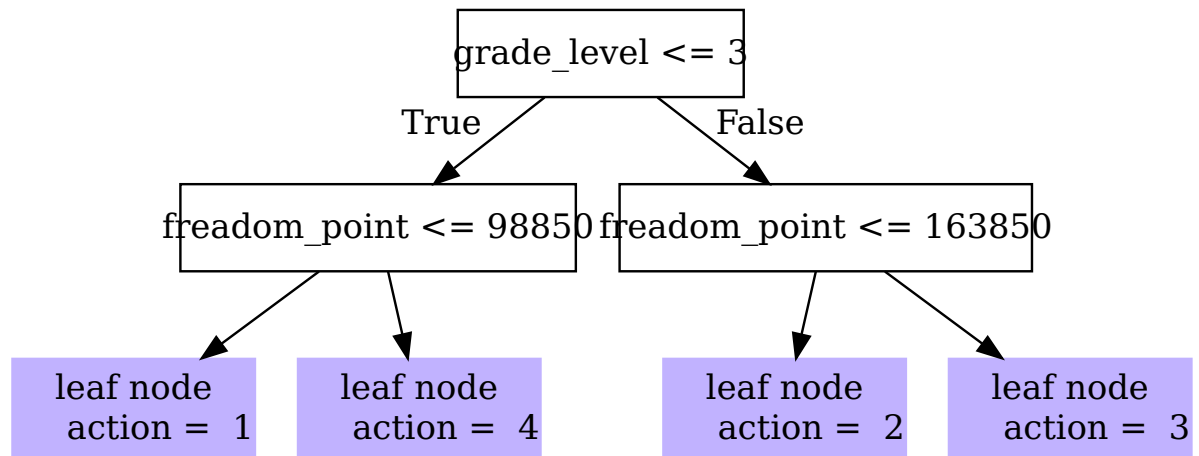 grade_level <= 3
True
False
freadom_point <= 98850
freadom_point <= 163850
leaf node
action = 1
leaf node
action = 4
leaf node
action = 2
leaf node
action = 3